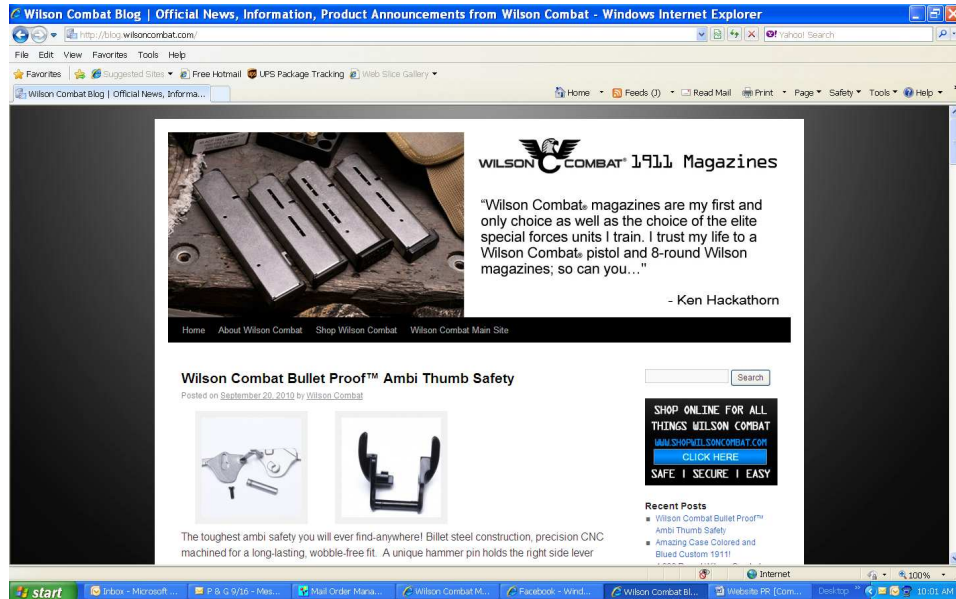 Wilson Combat Blog | Official News, Information, Product Announcements from Wilson Combat - Windows Internet Explorer
http://blog.wilsoncombat.com/
Yahoo! Search
File Edit View Favorites Tools Help
Favorites Suggested Sites Free Hotmail UPS Package Tracking Web Slice Gallery
Wilson Combat Blog | Official News, Informa...
Home Feeds (J) Read Mail Print Page Safety Tools Help
WILSON COMBAT® 1911 Magazines
“Wilson Combat® magazines are my first and
only choice as well as the choice of the elite
special forces units I train. I trust my life to a
Wilson Combat® pistol and 8-round Wilson
magazines; so can you…"
- Ken Hackathorn
Home About Wilson Combat Shop Wilson Combat Wilson Combat Main Site
Wilson Combat Bullet Proof™ Ambi Thumb Safety
Posted on September 20, 2010 by Wilson Combat
The toughest ambi safety you will ever find-anywhere! Billet steel construction, precision CNC
machined for a long-lasting, wobble-free fit. A unique hammer pin holds the right side lever
Search
SHOP ONLINE FOR ALL
THINGS WILSON COMBAT
WWW.SHOPWILSONCOMBAT.COM
CLICK HERE
SAFE | SECURE | EASY
Recent Posts
Wilson Combat Bullet Proof™
Ambi Thumb Safety
Amazing Case Colored and
Blued Custom 1911!
Internet 100%
start Inbox - Microsoft ... P & G 9/16 - Mes... Mail Order Mana... Wilson Combat M... Facebook - Wind... Wilson Combat Bl... Website PR [Com... Desktop 10:01 AM